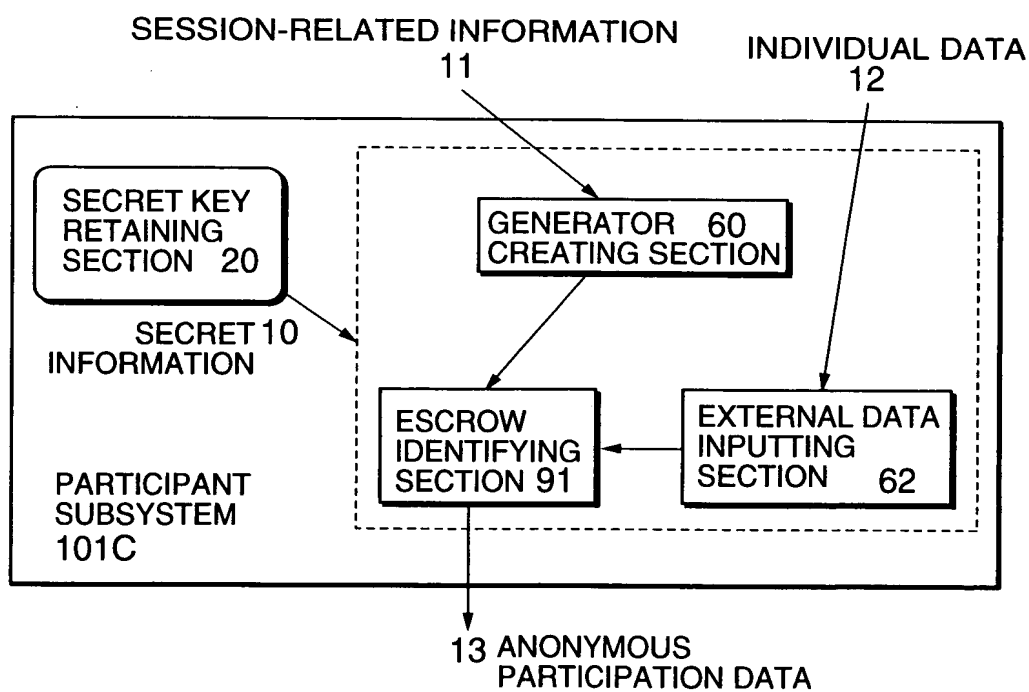 SESSION-RELATED INFORMATION
11
INDIVIDUAL DATA
12
SECRET KEY
RETAINING
SECTION 20
GENERATOR 60
CREATING SECTION
SECRET 10
INFORMATION
ESCROW
IDENTIFYING
SECTION 91
EXTERNAL DATA
INPUTTING
SECTION 62
PARTICIPANT
SUBSYSTEM
101C
13 ANONYMOUS
PARTICIPATION DATA